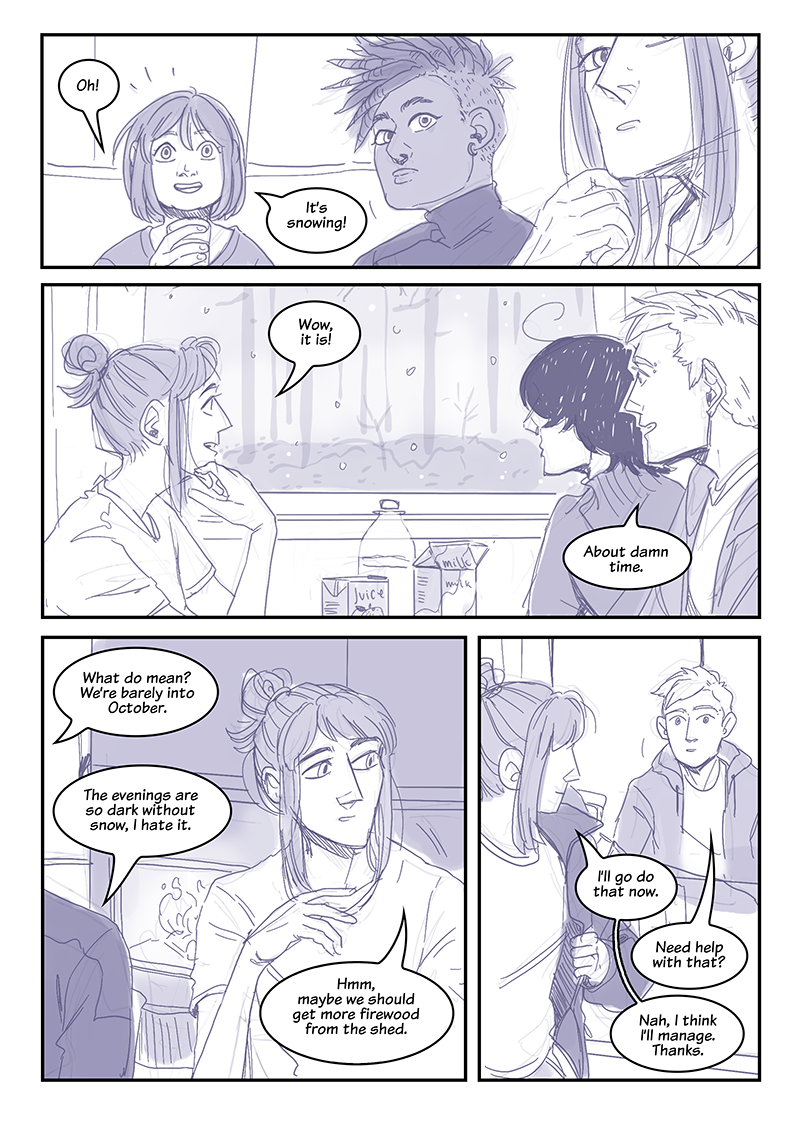 Oh!
It's
snowing!
Wow,
it is!
About damn
time.
Juice
milk
mylk
What do mean?
We're barely into
October.
The evenings are
so dark without
snow, I hate it.
Hmm,
maybe we should
get more firewood
from the shed.
I'll go do
that now.
Need help
with that?
Nah, I think
I'll manage.
Thanks.